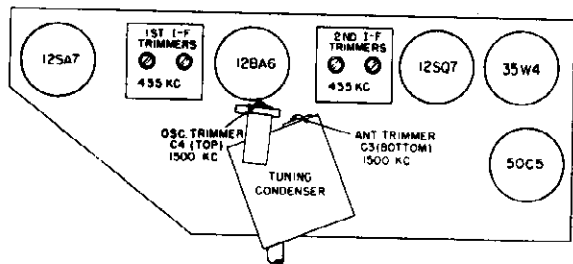 12SA7
1ST I-F
TRIMMERS
455 KC
12BA6
2ND I-F
TRIMMERS
455 KC
12SQ7
35W4
OSC. TRIMMER
C4 (TOP)
1500 KC
ANT TRIMMER
C3 (BOTTOM)
1500 KC
TUNING
CONDENSER
50C5